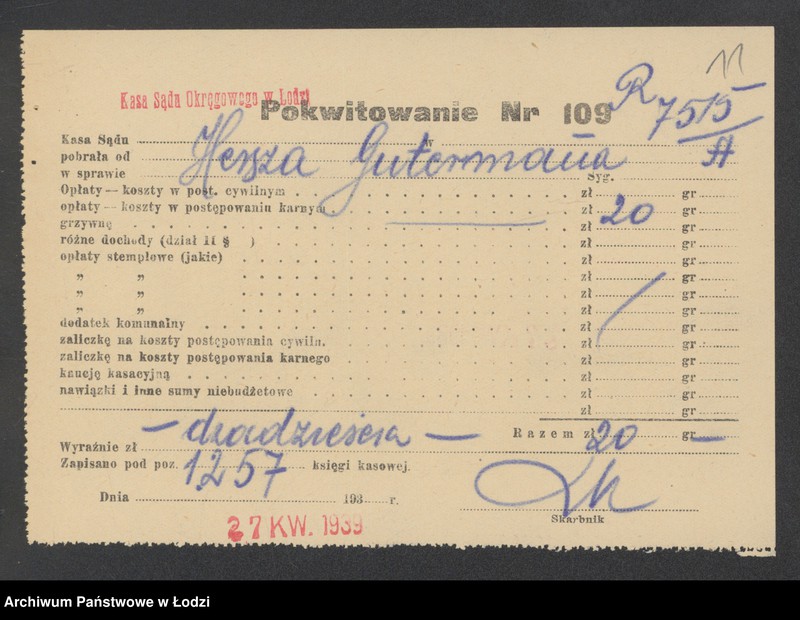 11
Kasa Sądu Okręgowego w Łodzi
Pokwitowanie Nr 109
R 7515
A
Kasa Sądu w
pobrała od Hersza Gutermana
w sprawie Syg.
Opłaty — koszty w post. cywilnym zł gr
opłaty — koszty w postępowaniu karnym zł 20 gr
grzywnę zł gr
różne dochody (dział II § ) zł gr
opłaty stemplowe (jakie) zł gr
„ „ zł gr
„ „ zł gr
„ „ zł gr
dodatek komunalny zł gr
zaliczkę na koszty postępowania cywiln. zł gr
zaliczkę na koszty postępowania karnego zł gr
kaucję kasacyjną zł gr
nawiązki i inne sumy niebudżetowe zł gr
zł gr
Razem zł 20 gr —
Wyraźnie zł — dwadzieścia —
Zapisano pod poz. 1257 księgi kasowej.
Dnia 193 r.
27 KW. 1939
Skarbnik
Archiwum Państwowe w Łodzi